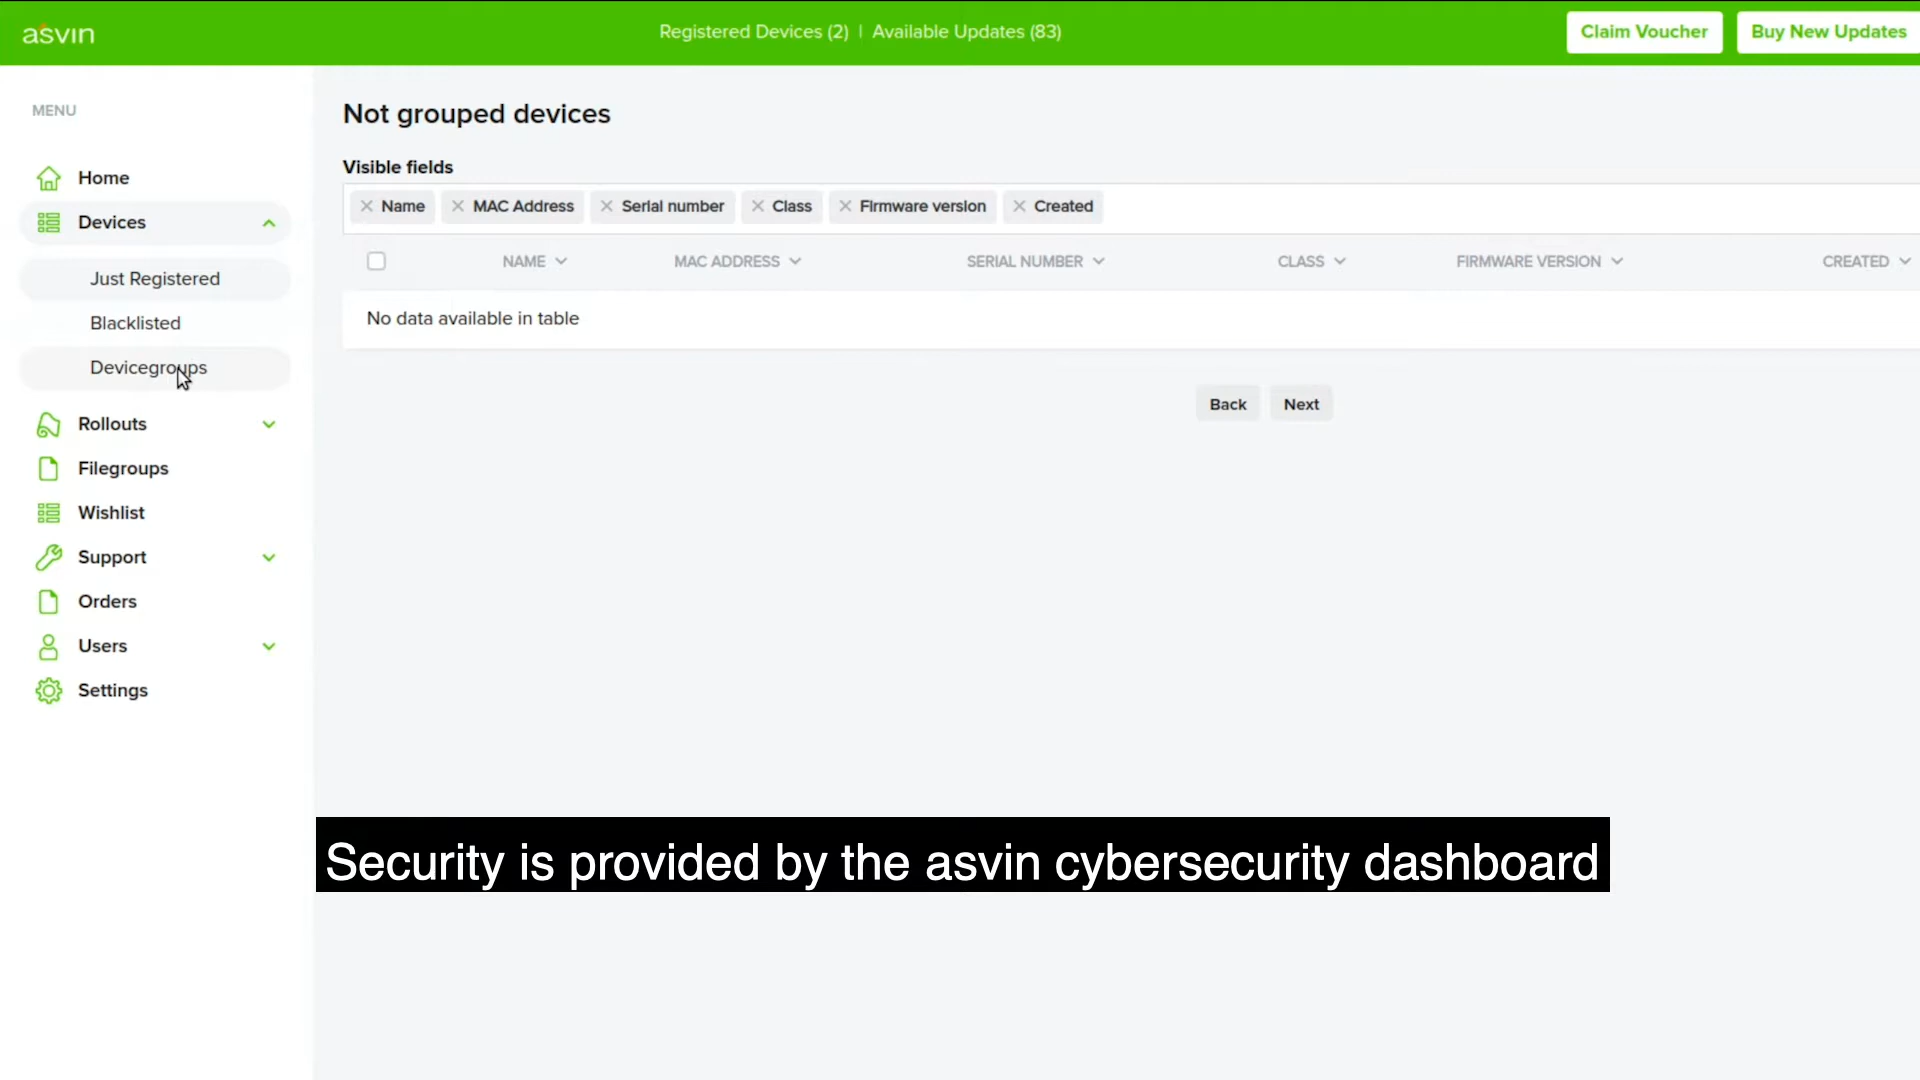 asvin
Registered Devices (2) | Available Updates (83)
Claim Voucher
Buy New Updates
MENU
Home
Devices
Just Registered
Blacklisted
Devicegroups
Rollouts
Filegroups
Wishlist
Support
Orders
Users
Settings
Not grouped devices
Visible fields
× Name × MAC Address × Serial number × Class × Firmware version × Created
NAME MAC ADDRESS SERIAL NUMBER CLASS FIRMWARE VERSION CREATED
No data available in table
Back Next
Security is provided by the asvin cybersecurity dashboard